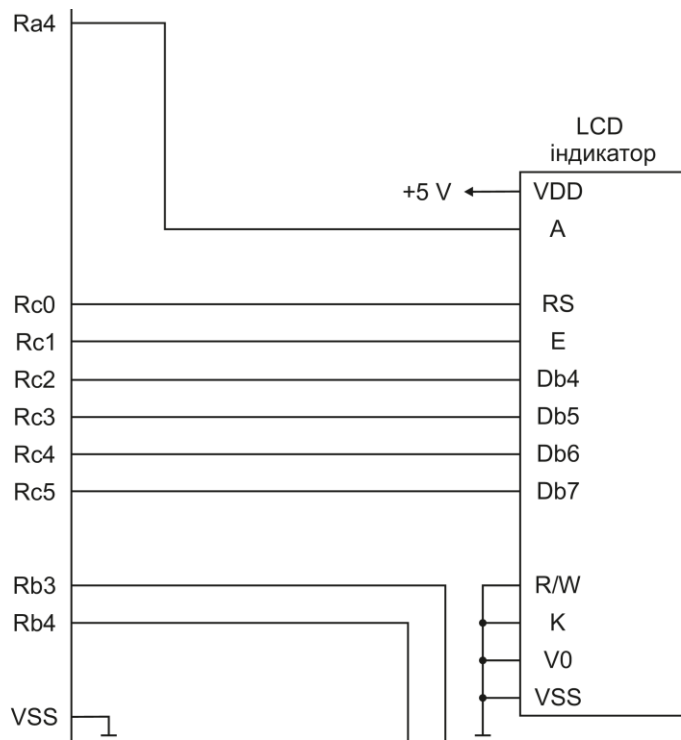 Ra4
LCD
індикатор
+5 V
VDD
A
Rc0
RS
Rc1
E
Rc2
Db4
Rc3
Db5
Rc4
Db6
Rc5
Db7
Rb3
R/W
Rb4
K
V0
VSS
VSS